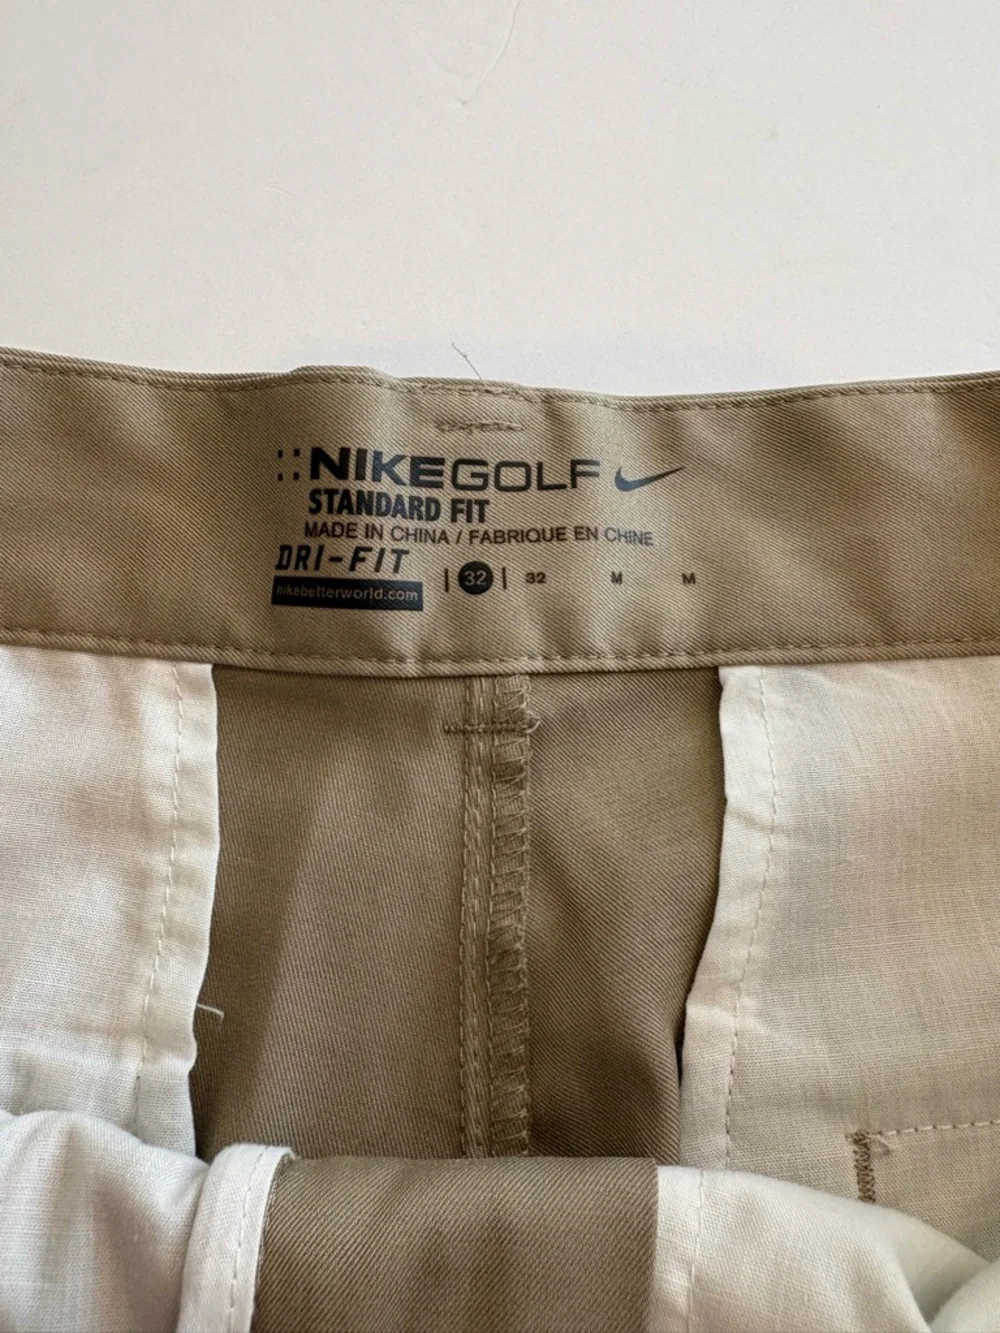 NIKEGOLF
STANDARD FIT
MADE IN CHINA / FABRIQUE EN CHINE
DRI-FIT
| 32 | 32 M M
nikebetterworld.com